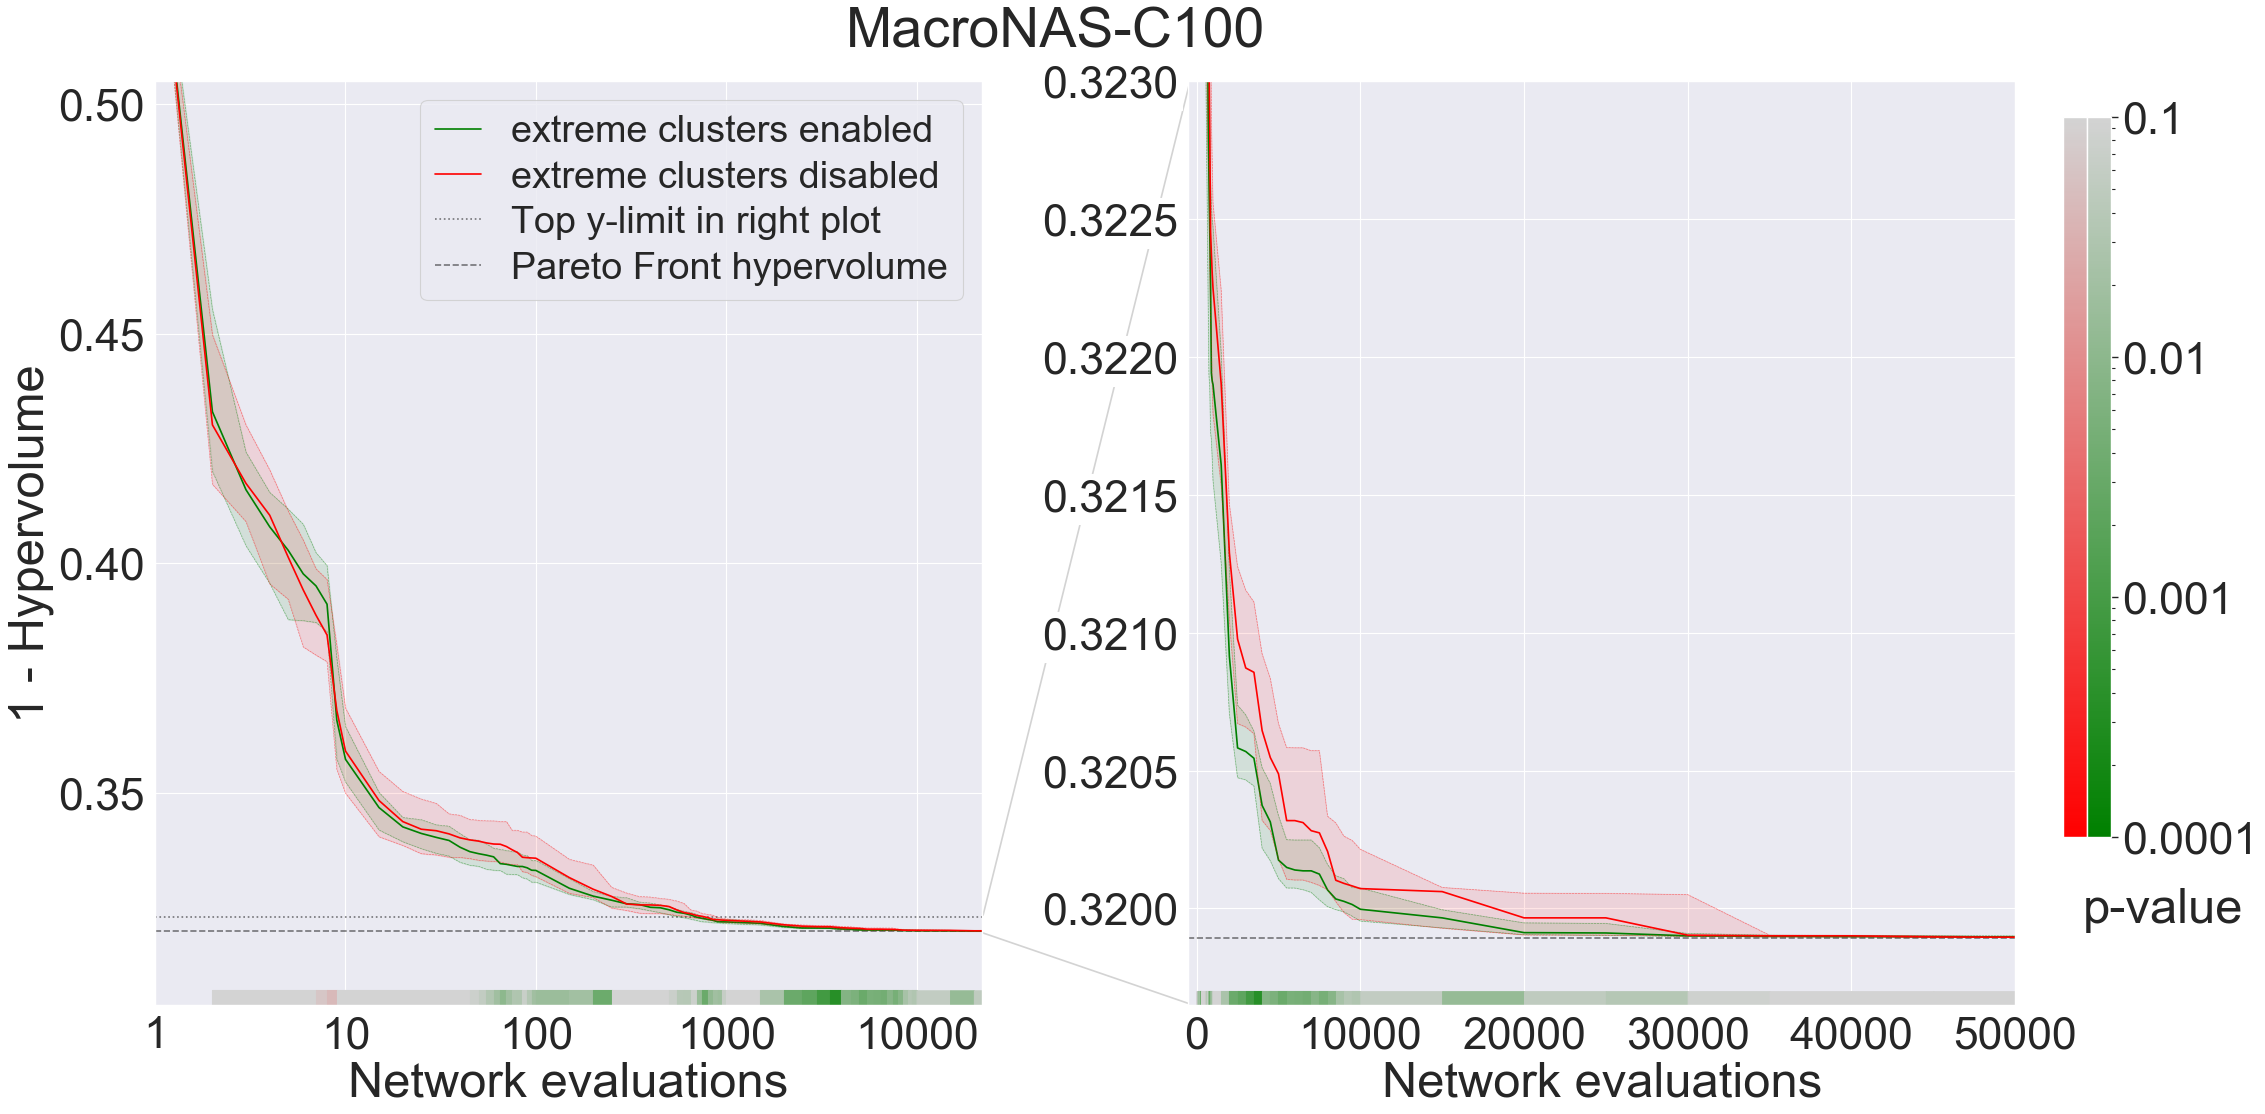 MacroNAS-C100
1 - Hypervolume
0.50
0.45
0.40
0.35
extreme clusters enabled
extreme clusters disabled
Top y-limit in right plot
Pareto Front hypervolume
1 10 100 1000 10000
Network evaluations
0.3230
0.3225
0.3220
0.3215
0.3210
0.3205
0.3200
0 10000 20000 30000 40000 50000
Network evaluations
0.1
0.01
0.001
0.0001
p-value